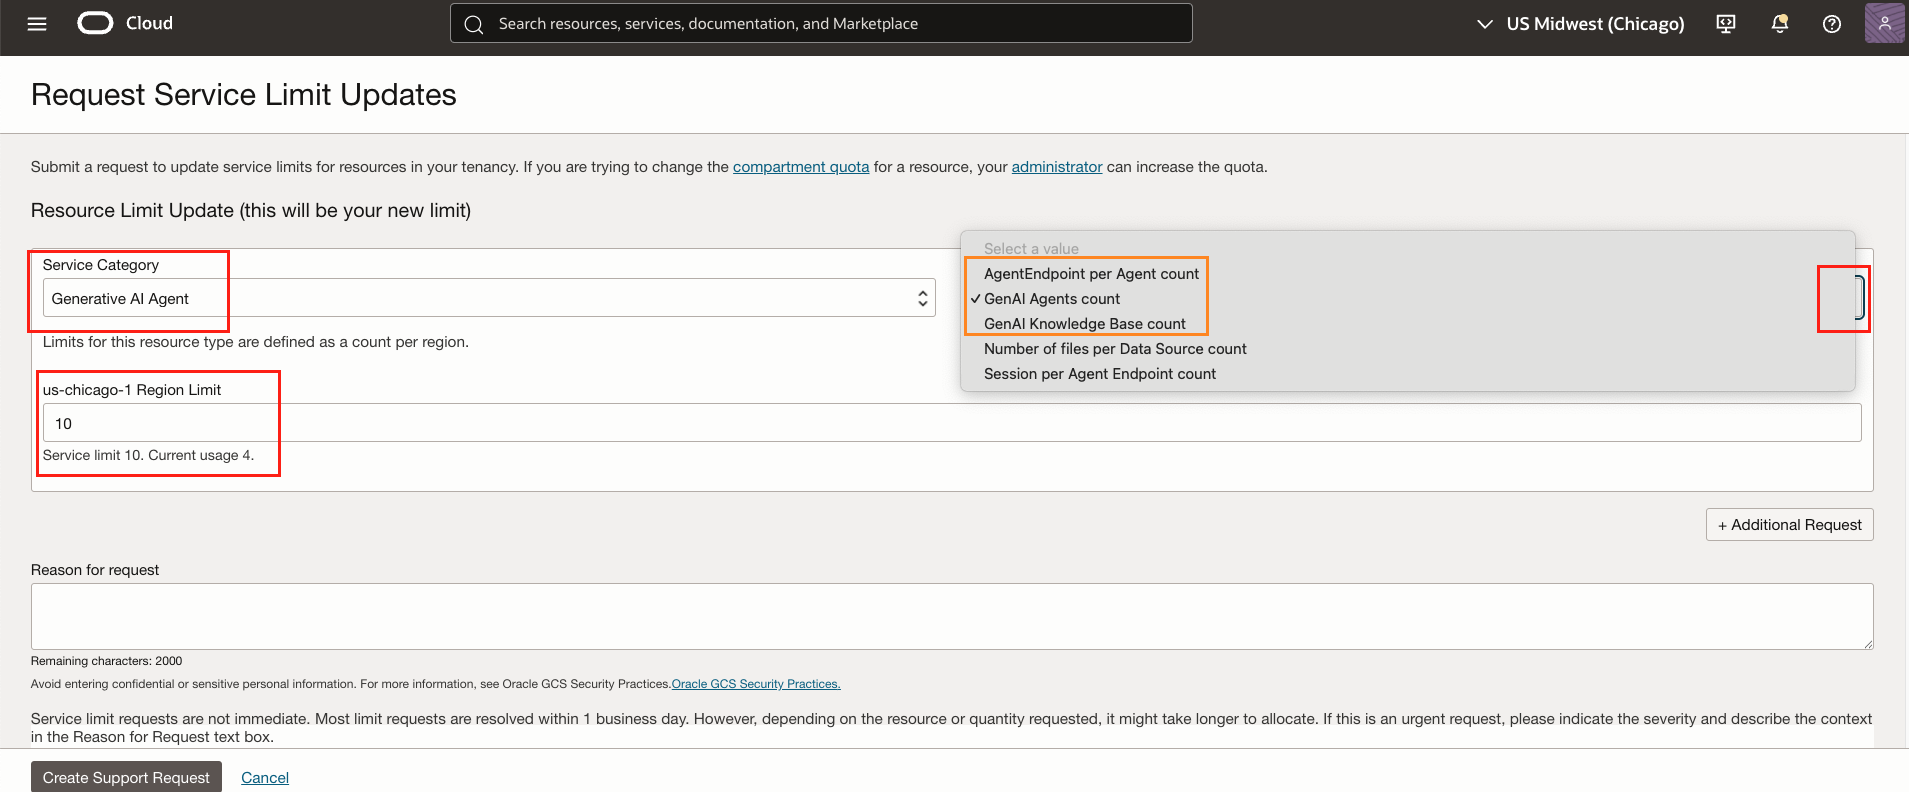 Cloud
Search resources, services, documentation, and Marketplace
US Midwest (Chicago)
Request Service Limit Updates
Submit a request to update service limits for resources in your tenancy. If you are trying to change the compartment quota for a resource, your administrator can increase the quota.
Resource Limit Update (this will be your new limit)
Service Category
Generative AI Agent
Limits for this resource type are defined as a count per region.
Select a value
AgentEndpoint per Agent count
✓ GenAI Agents count
GenAI Knowledge Base count
Number of files per Data Source count
Session per Agent Endpoint count
us-chicago-1 Region Limit
10
Service limit 10. Current usage 4.
+ Additional Request
Reason for request
Remaining characters: 2000
Avoid entering confidential or sensitive personal information. For more information, see Oracle GCS Security Practices.Oracle GCS Security Practices.
Service limit requests are not immediate. Most limit requests are resolved within 1 business day. However, depending on the resource or quantity requested, it might take longer to allocate. If this is an urgent request, please indicate the severity and describe the context
in the Reason for Request text box.
Create Support Request
Cancel